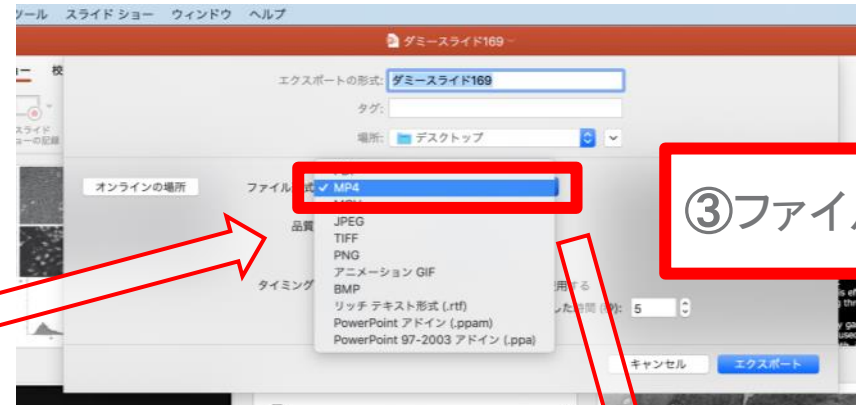 ツール スライド ショー ウィンドウ ヘルプ
ダミースライド169
校
エクスポートの形式: ダミースライド169
スライド
ショーの記録
タグ:
場所: デスクトップ
オンラインの場所
ファイル
式
✓ MP4
③ファイ
品質
JPEG
TIFF
PNG
アニメーション GIF
タイミング
BMP
用する
リッチ テキスト形式 (.rtf)
した時間 (秒): 5
PowerPoint アドイン (.ppam)
PowerPoint 97-2003 アドイン (.ppa)
キャンセル エクスポート